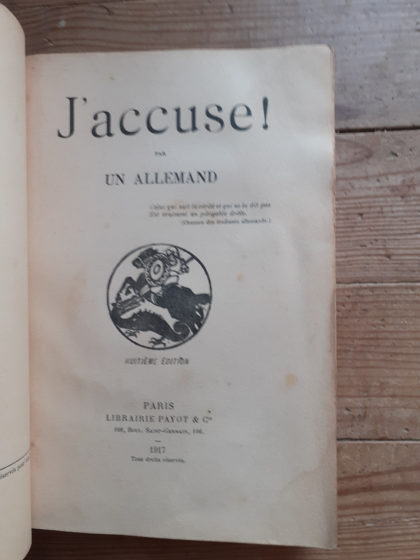 J'accuse!
PAR
UN ALLEMAND
Celui qui sait la vérité et qui ne la dit pas
Est vraiment un pitoyable drôle.
(Chanson des étudiants allemands.)
HUITIÈME ÉDITION
PARIS
LIBRAIRIE PAYOT & Cie
106, BOUL. SAINT-GERMAIN, 106.
1917
Tous droits réservés.